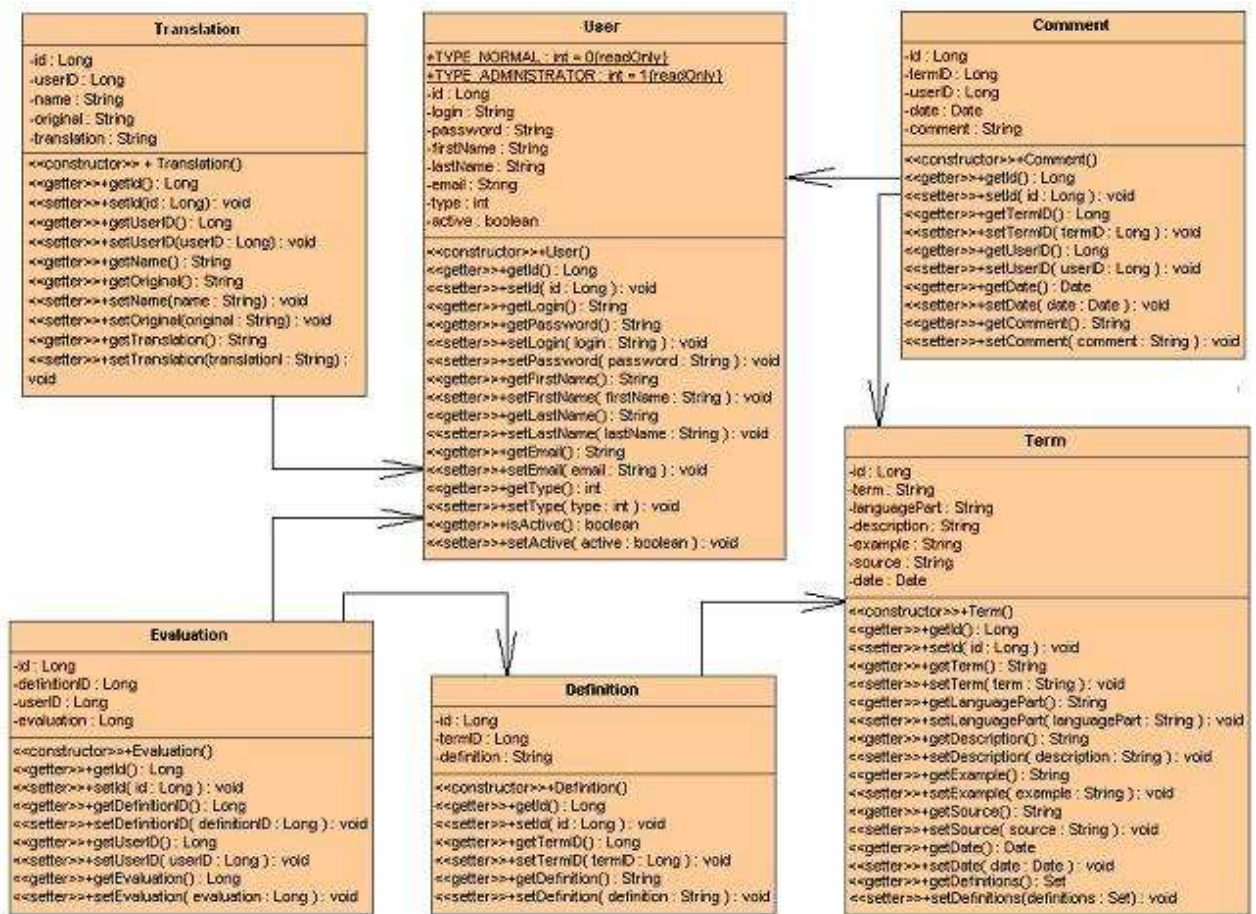 Translation
-id : Long
-userID : Long
-name : String
-original : String
-translation : String
<<constructor>> + Translation()
<<getter>>+getId() : Long
<<setter>>+setId(id : Long) : void
<<getter>>+getUserID() : Long
<<setter>>+setUserID(userID : Long) : void
<<getter>>+getName() : String
<<getter>>+getOriginal() : String
<<setter>>+setName(name : String) : void
<<setter>>+setOriginal(original : String) : void
<<getter>>+getTranslation() : String
<<setter>>+setTranslation(translationl : String) :
void
User
+TYPE_NORMAL : int = 0{readOnly}
+TYPE_ADMINISTRATOR : int = 1{readOnly}
-id : Long
-login : String
-password : String
-firstName : String
-lastName : String
-email : String
-type : int
-active : boolean
<<constructor>>+User()
<<getter>>+getId() : Long
<<setter>>+setId( id : Long ) : void
<<getter>>+getLogin() : String
<<getter>>+getPassword() : String
<<setter>>+setLogin( login : String ) : void
<<setter>>+setPassword( password : String ) : void
<<getter>>+getFirstName() : String
<<setter>>+setFirstName( firstName : String ) : void
<<getter>>+getLastName() : String
<<setter>>+setLastName( lastName : String ) : void
<<getter>>+getEmail() : String
<<setter>>+setEmail( email : String ) : void
<<getter>>+getType() : int
<<setter>>+setType( type : int ) : void
<<getter>>+isActive() : boolean
<<setter>>+setActive( active : boolean ) : void
Comment
-id : Long
-termID : Long
-userID : Long
-date : Date
-comment : String
<<constructor>>+Comment()
<<getter>>+getId() : Long
<<setter>>+setId( id : Long ) : void
<<getter>>+getTermID() : Long
<<setter>>+setTermID( termID : Long ) : void
<<getter>>+getUserID() : Long
<<setter>>+setUserID( userID : Long ) : void
<<getter>>+getDate() : Date
<<setter>>+setDate( date : Date ) : void
<<getter>>+getComment() : String
<<setter>>+setComment( comment : String ) : void
Evaluation
-id : Long
-definitionID : Long
-userID : Long
-evaluation : Long
<<constructor>>+Evaluation()
<<getter>>+getId() : Long
<<setter>>+setId( id : Long ) : void
<<getter>>+getDefinitionID() : Long
<<setter>>+setDefinitionID( definitionID : Long ) : void
<<getter>>+getUserID() : Long
<<setter>>+setUserID( userID : Long ) : void
<<getter>>+getEvaluation() : Long
<<setter>>+setEvaluation( evaluation : Long ) : void
Definition
-id : Long
-termID : Long
-definition : String
<<constructor>>+Definition()
<<getter>>+getId() : Long
<<setter>>+setId( id : Long ) : void
<<getter>>+getTermID() : Long
<<setter>>+setTermID( termID : Long ) : void
<<getter>>+getDefinition() : String
<<setter>>+setDefinition( definition : String ) : void
Term
-id : Long
-term : String
-languagePart : String
-description : String
-example : String
-source : String
-date : Date
<<constructor>>+Term()
<<getter>>+getId() : Long
<<setter>>+setId( id : Long ) : void
<<getter>>+getTerm() : String
<<setter>>+setTerm( term : String ) : void
<<getter>>+getLanguagePart() : String
<<setter>>+setLanguagePart( languagePart : String ) : void
<<getter>>+getDescription() : String
<<setter>>+setDescription( description : String ) : void
<<getter>>+getExample() : String
<<setter>>+setExample( example : String ) : void
<<getter>>+getSource() : String
<<setter>>+setSource( source : String ) : void
<<getter>>+getDate() : Date
<<setter>>+setDate( date : Date ) : void
<<getter>>+getDefinitions() : Set
<<setter>>+setDefinitions(definitions : Set) : void